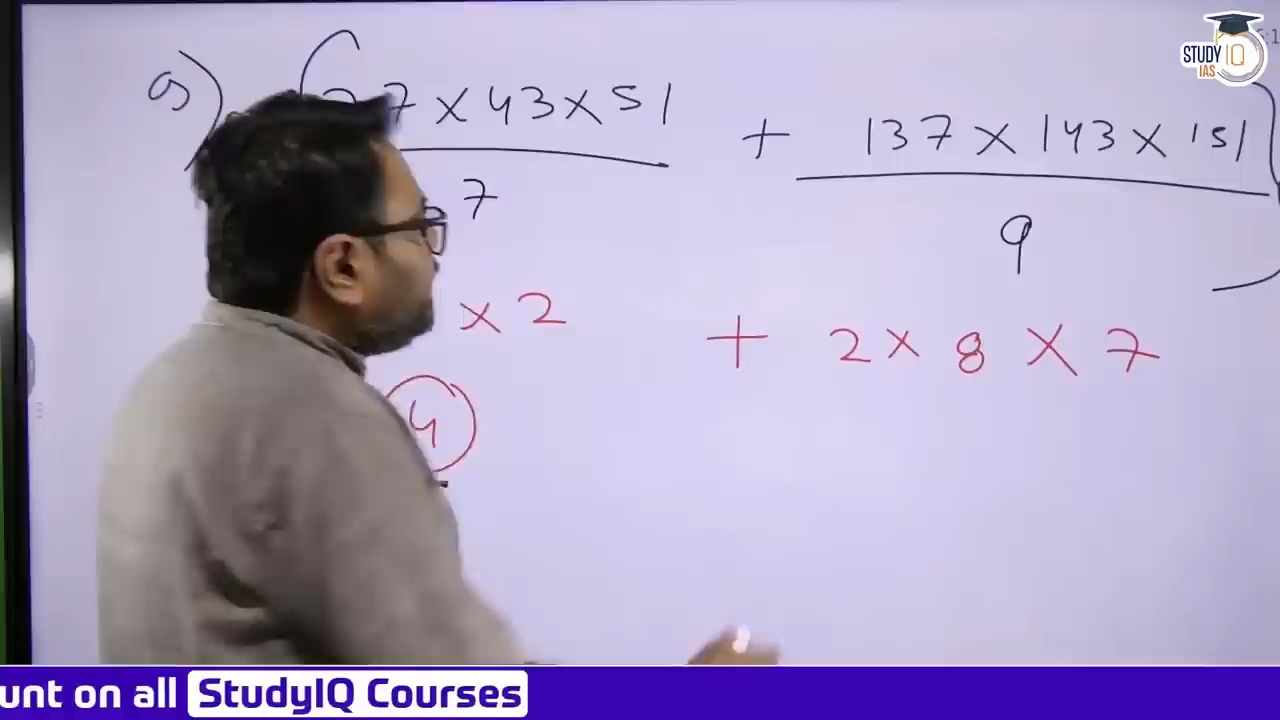 STUDY IQ
IAS
9) 7 x 43 x 51 + 137 x 143 x 151
7 9
x 2 + 2 x 8 x 7
4
unt on all StudyIQ Courses